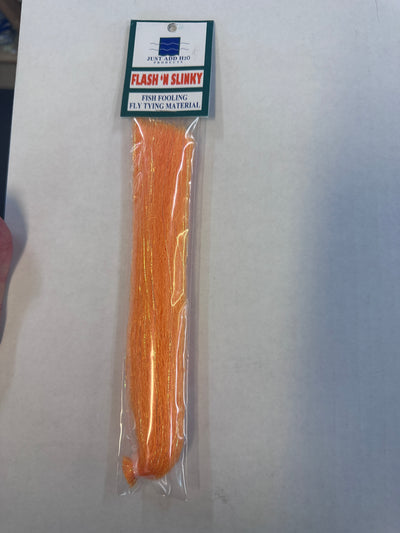 JUST ADD H2O
PRODUCTS
FLASH 'N SLINKY
FISH FOOLING
FLY TYING MATERIAL